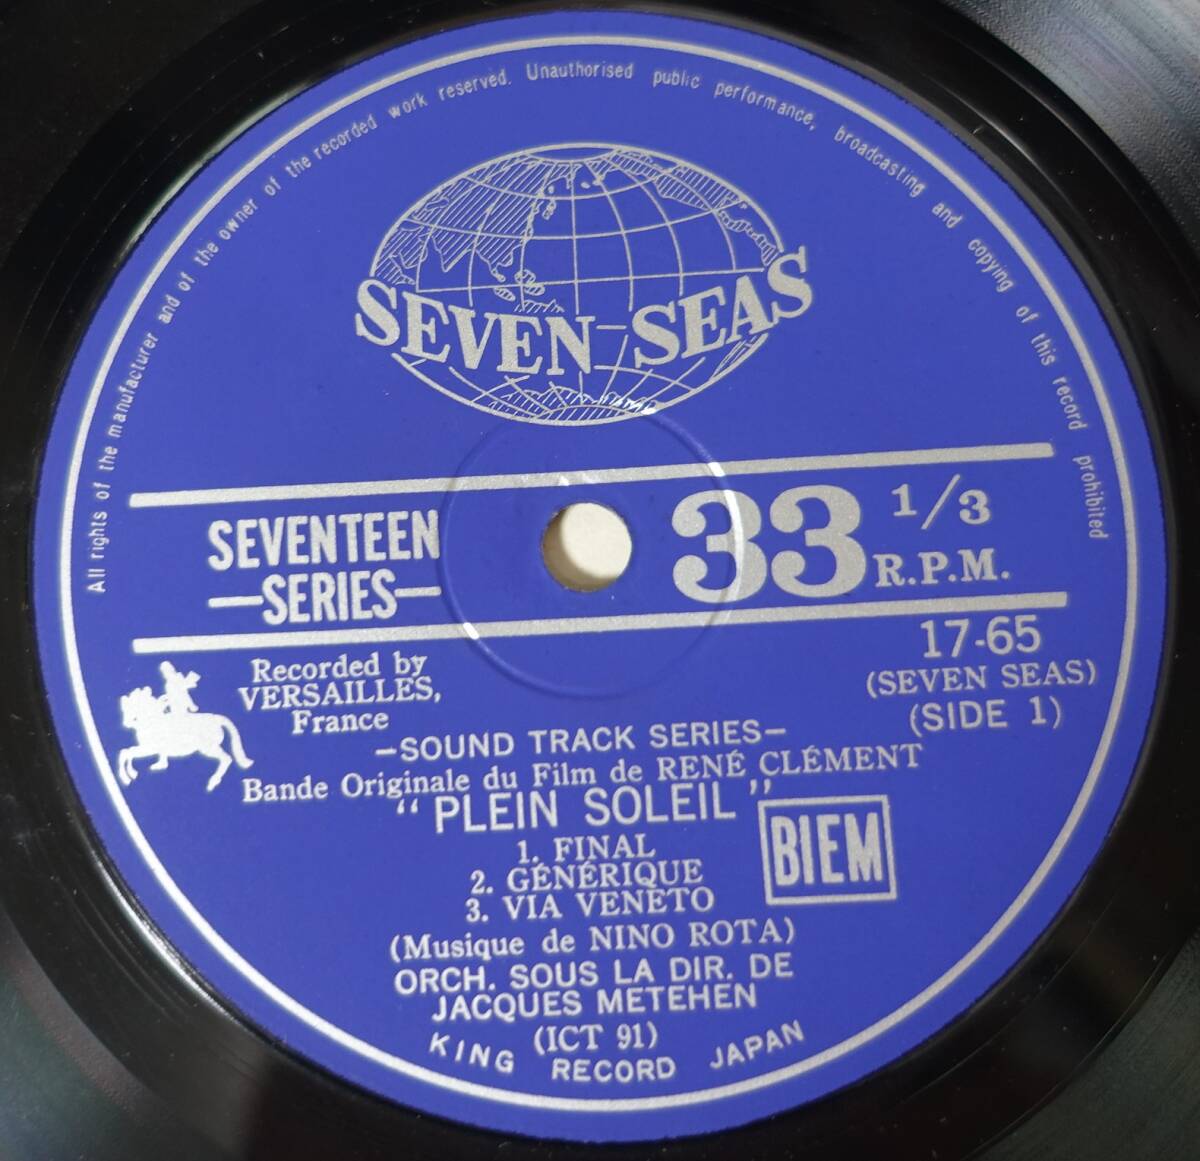 All rights of the manufacturer and of the owner of the recorded work reserved. Unauthorised public performance, broadcasting and copying of this record prohibited
SEVEN SEAS
SEVENTEEN
—SERIES—
33 1/3
R.P.M.
17-65
(SEVEN SEAS)
(SIDE 1)
Recorded by
VERSAILLES,
France
—SOUND TRACK SERIES—
Bande Originale du Film de RENÉ CLÉMENT
“PLEIN SOLEIL”
1. FINAL
2. GÉNÉRIQUE
3. VIA VENETO
BIEM
(Musique de NINO ROTA)
ORCH. SOUS LA DIR. DE
JACQUES METEHEN
(ICT 91)
KING RECORD JAPAN